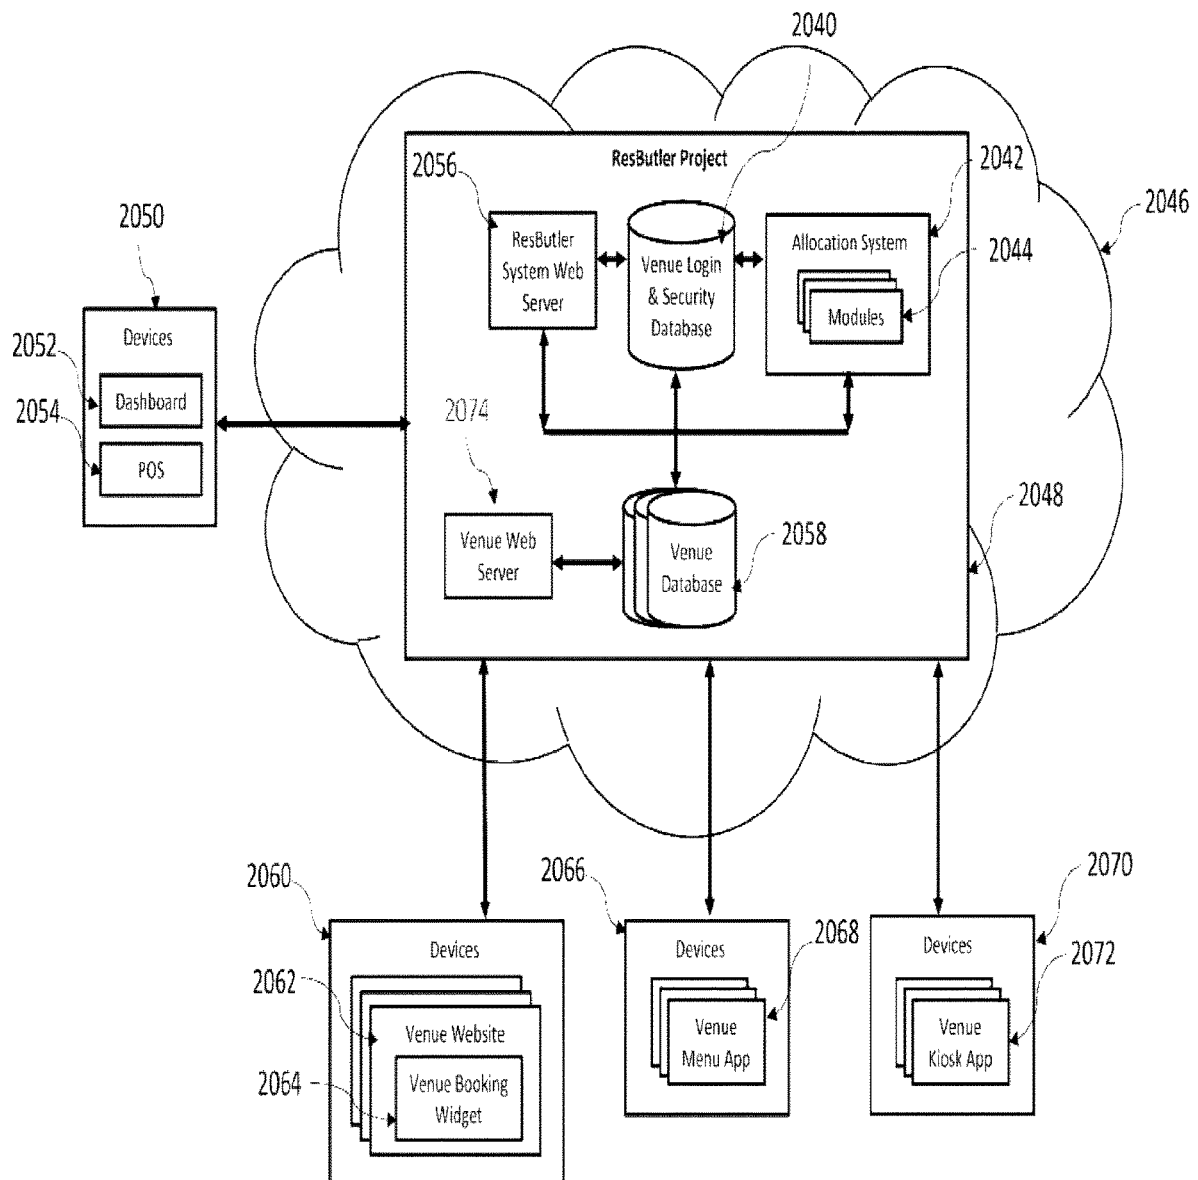 2040
ResButler Project
2056
2042
2046
2050
ResButler
System Web
Server
Venue Login
& Security
Database
Allocation System
2044
Modules
Devices
2052
Dashboard
2054
POS
2074
2048
Venue Web
Server
Venue
Database
2058
2060
2066
2070
Devices
2062
Venue Website
2064
Venue Booking
Widget
Devices
2068
Venue
Menu App
Devices
2072
Venue
Kiosk App